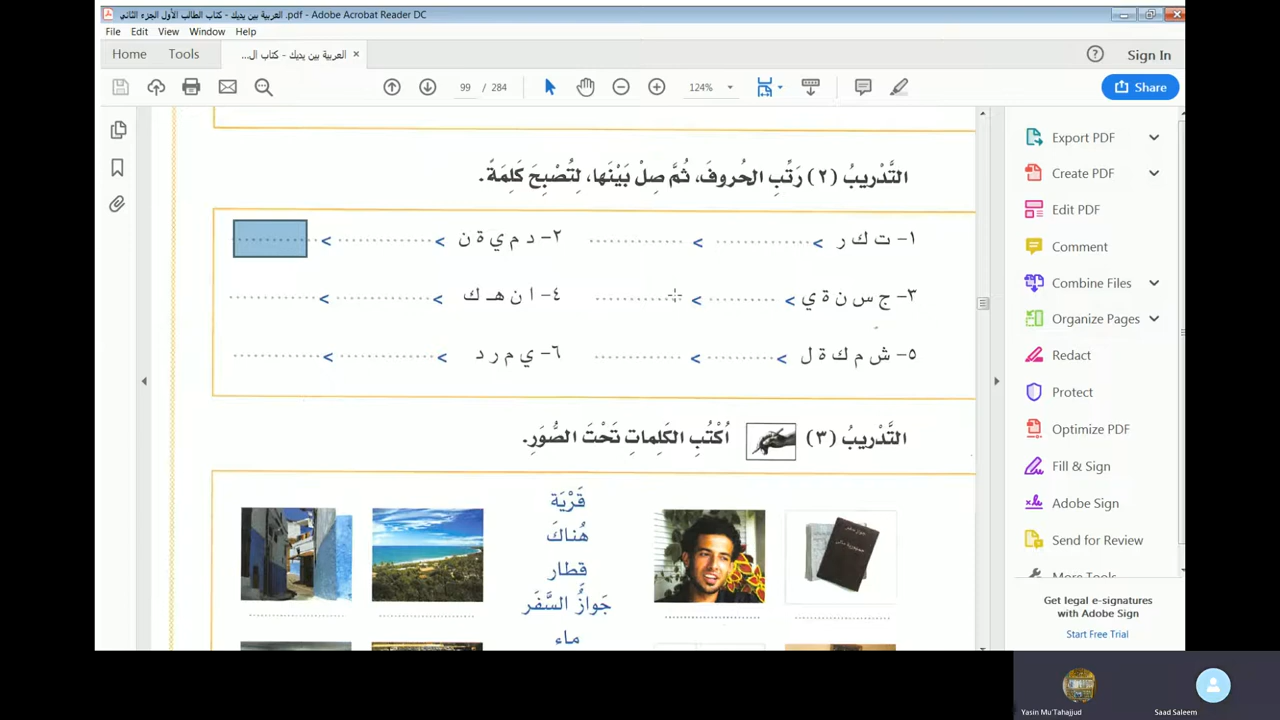 العربية بين يديك - كتاب الطالب الأول الجزء الثاني .pdf - Adobe Acrobat Reader DC
File Edit View Window Help
Home Tools العربية بين يديك - كتاب ال... × Sign In
99 / 284 124% Share
التَّدْريبُ (٢) رَتِّبِ الحُروفَ، ثُمَّ صِلْ بَيْنَها، لِتُصْبِحَ كَلِمَةً.
١- ت ك ر .................. < .................. <
٢- د م ي ة ن .................. < .................. <
٣- ج س ن ة ي .................. < .................. <
٤- ا ن هـ ك .................. < .................. <
٥- ش م ك ة ل .................. < .................. <
٦- ي م ر د .................. < .................. <
التَّدْريبُ (٣) اُكْتُبِ الكَلِماتِ تَحْتَ الصُّوَرِ.
قَرْيَة
هُناكَ
قِطار
جَوازُ السَّفَر
ماء
Export PDF
Create PDF
Edit PDF
Comment
Combine Files
Organize Pages
Redact
Protect
Optimize PDF
Fill & Sign
Adobe Sign
Send for Review
More Tools
Get legal e-signatures
with Adobe Sign
Start Free Trial
Yasin Mu'Tahajjud
Saad Saleem